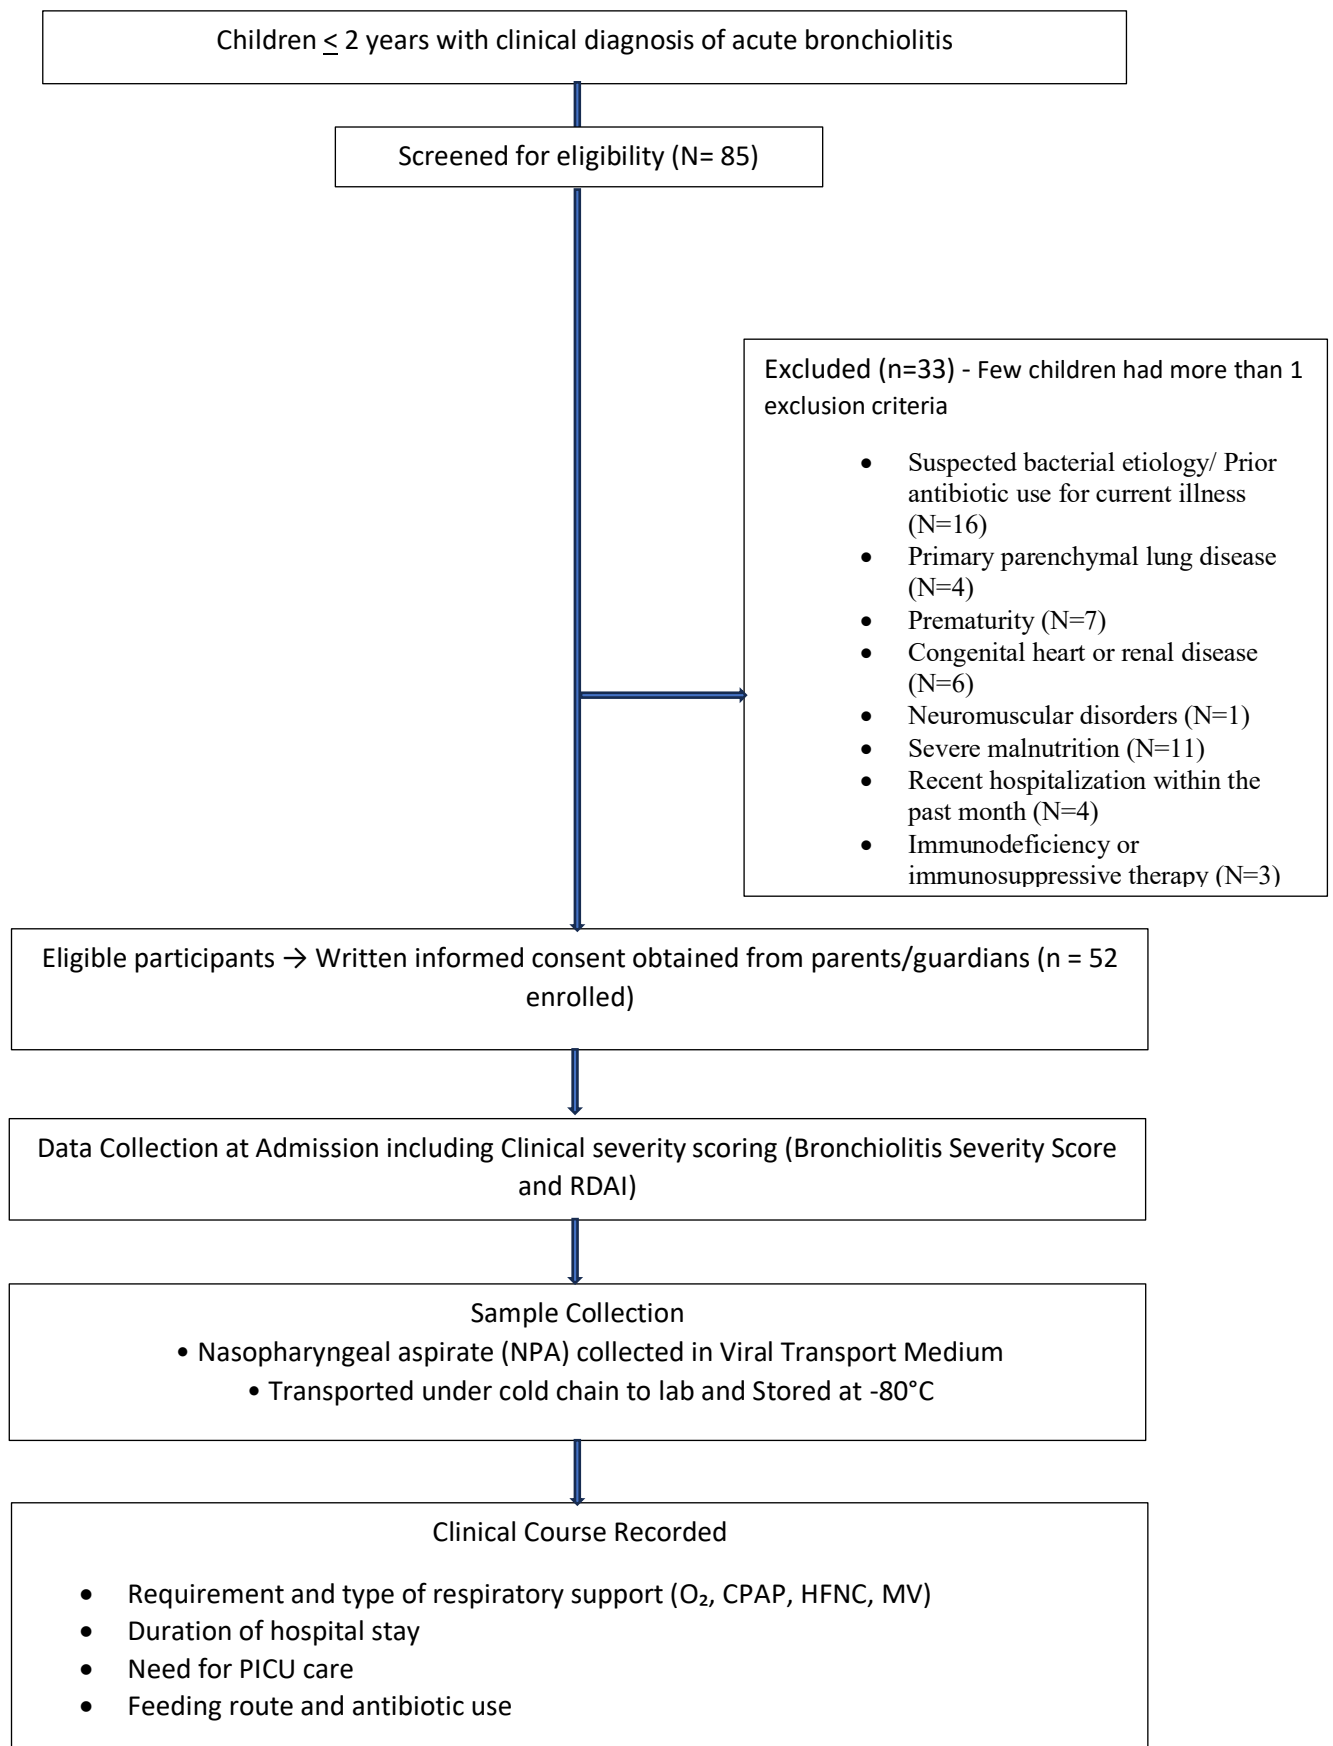 Children ≤ 2 years with clinical diagnosis of acute bronchiolitis
Screened for eligibility (N= 85)
Excluded (n=33) - Few children had more than 1
exclusion criteria
• Suspected bacterial etiology/ Prior
antibiotic use for current illness
(N=16)
• Primary parenchymal lung disease
(N=4)
• Prematurity (N=7)
• Congenital heart or renal disease
(N=6)
• Neuromuscular disorders (N=1)
• Severe malnutrition (N=11)
• Recent hospitalization within the
past month (N=4)
• Immunodeficiency or
immunosuppressive therapy (N=3)
Eligible participants → Written informed consent obtained from parents/guardians (n = 52
enrolled)
Data Collection at Admission including Clinical severity scoring (Bronchiolitis Severity Score
and RDAI)
Sample Collection
• Nasopharyngeal aspirate (NPA) collected in Viral Transport Medium
• Transported under cold chain to lab and Stored at -80°C
Clinical Course Recorded
• Requirement and type of respiratory support (O₂, CPAP, HFNC, MV)
• Duration of hospital stay
• Need for PICU care
• Feeding route and antibiotic use